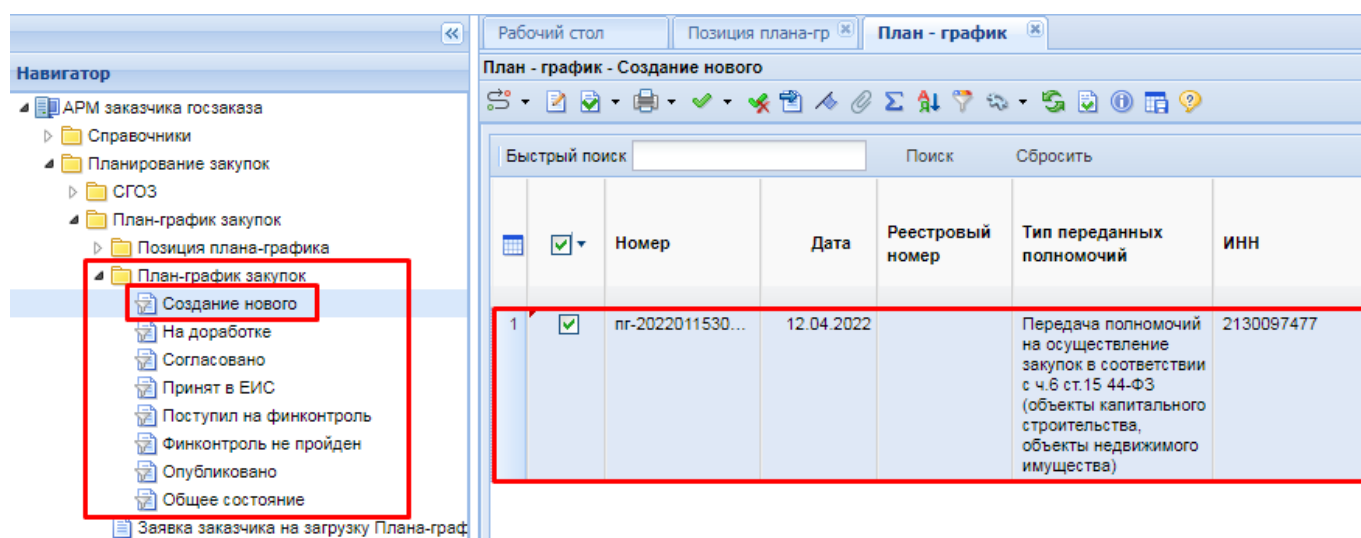 Рабочий стол
Позиция плана-гр
План - график
Навигатор
План - график - Создание нового
АРМ заказчика госзаказа
Справочники
Планирование закупок
СГОЗ
План-график закупок
Позиция плана-графика
План-график закупок
Создание нового
На доработке
Согласовано
Принят в ЕИС
Поступил на финконтроль
Финконтроль не пройден
Опубликовано
Общее состояние
Заявка заказчика на загрузку Плана-граф
Быстрый поиск
Поиск
Сбросить
Номер
Дата
Реестровый
номер
Тип переданных
полномочий
ИНН
1
пг-2022011530...
12.04.2022
Передача полномочий
на осуществление
закупок в соответствии
с ч.6 ст.15 44-ФЗ
(объекты капитального
строительства,
объекты недвижимого
имущества)
2130097477